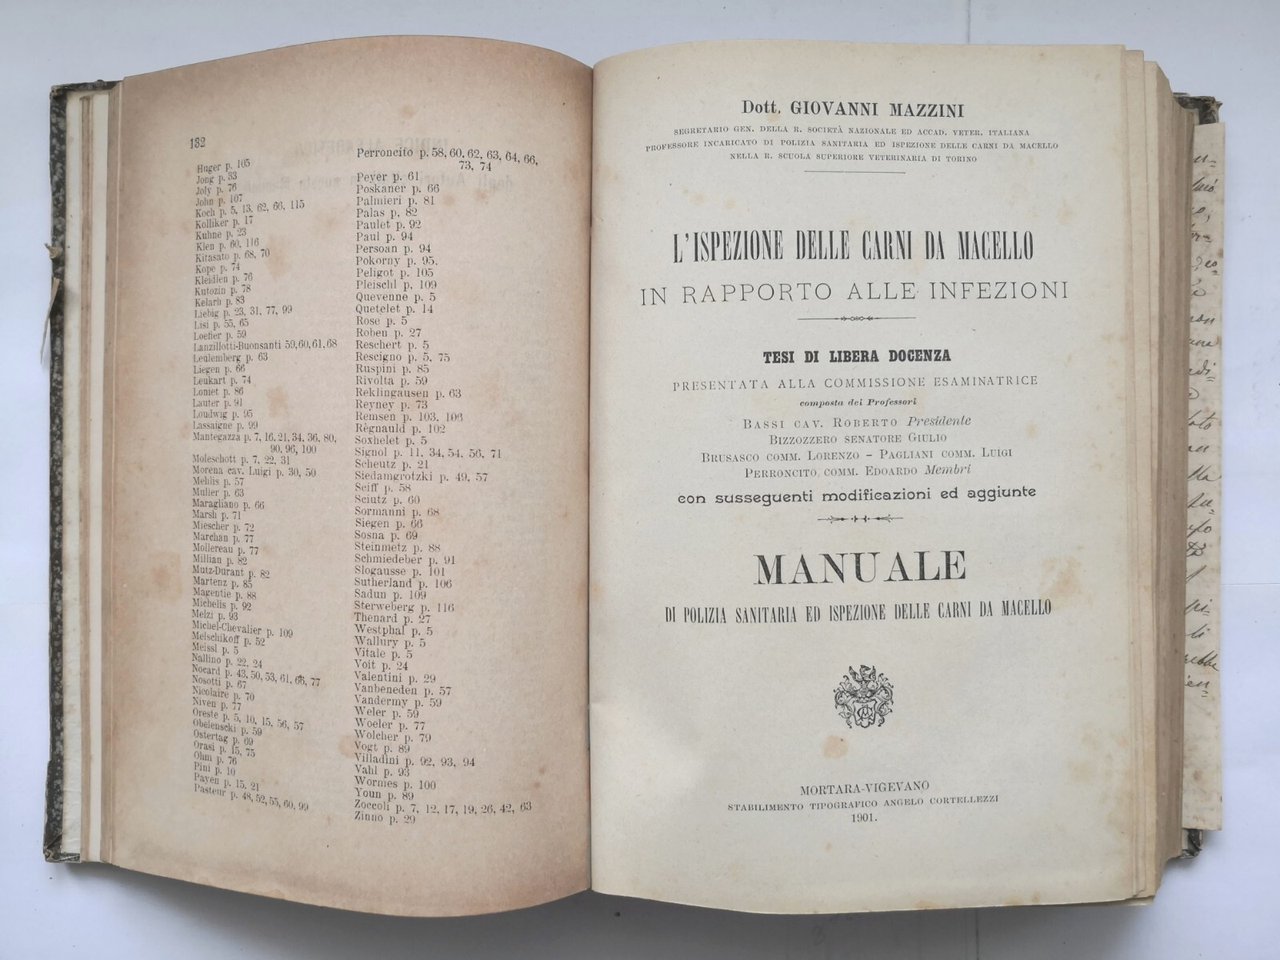 132
Huger p. 105
Jong p. 33
Joly p. 76
John p. 107
Koch p. 5, 13, 62, 66, 115
Kolliker p. 17
Kuhne p. 23
Kien p. 60, 116
Kitasato p. 68, 70
Kope p. 74
Kleidien p. 76
Kutozin p. 78
Kelarh p. 83
Liebig p. 23, 31, 77, 99
Lisi p. 55, 65
Loefler p. 59
Lanzillotti-Buonsanti 59,60,61,68
Leulemberg p. 63
Liegen p. 66
Leukart p. 74
Loniet p. 86
Lauter p. 91
Loudwig p. 95
Lassaigne p. 99
Mantegazza p. 7, 16, 21, 34, 36, 80,
90, 96, 100
Moleschott p. 7, 22, 31
Morena cav. Luigi p. 30, 50
Mehlis p. 57
Muller p. 63
Maragliano p. 66
Marsh p. 71
Miescher p. 72
Marchan p. 77
Mollereau p. 77
Millian p. 82
Mutz-Durant p. 82
Martenz p. 85
Magentie p. 88
Michelis p. 92
Melzi p. 93
Michel-Chevalier p. 109
Metschikoff p. 52
Meissl p. 5
Nallino p. 22, 24
Nocard p. 43, 50, 53, 61, 66, 77
Nosotti p. 67
Nicolaire p. 70
Niven p. 77
Oreste p. 5, 10, 15, 56, 57
Obeienseki p. 59
Ostertag p. 69
Orasi p. 15, 75
Ohm p. 76
Pini p. 10
Payen p. 15, 21
Pasteur p. 48, 52, 55, 60, 99
Perroncito p. 58, 60, 62, 63, 64, 66,
73, 74
Peyer p. 61
Poskaner p. 66
Palmieri p. 81
Palas p. 82
Paulet p. 92
Paul p. 94
Persoan p. 94
Pokorny p. 95.
Peligot p. 105
Pleischl p. 109
Quevenne p. 5
Quetelet p. 14
Rose p. 5
Roben p. 27
Reschert p. 5
Rescigno p. 5, 75
Ruspini p. 85
Rivolta p. 59
Reklingausen p. 63
Reyney p. 73
Remsen p. 103, 106
Règnauld p. 102
Soxhelet p. 5
Signol p. 11, 34, 54, 56, 71
Scheutz p. 21
Siedamgrotzki p. 49, 57
Seiff p. 58
Sciutz p. 60
Sormanni p. 68
Siegen p. 66
Sosna p. 69
Steinmetz p. 88
Schmiedeber p. 91
Slogausse p. 101
Sutherland p. 106
Sadun p. 109
Sterweberg p. 116
Thenard p. 27
Westphal p. 5
Wallury p. 5
Vitale p. 5
Voit p. 24
Valentini p. 29
Vanbeneden p. 57
Vandermy p. 59
Weler p. 59
Woeler p. 77
Wolcher p. 79
Vogt p. 89
Villadini p. 92, 93, 94
Vahl p. 93
Wormes p. 100
Youn p. 89
Zoccoli p. 7, 12, 17, 19, 26, 42, 63
Zinno p. 29
Dott. GIOVANNI MAZZINI
SEGRETARIO GEN. DELLA R. SOCIETÀ NAZIONALE ED ACCAD. VETER. ITALIANA
PROFESSORE INCARICATO DI POLIZIA SANITARIA ED ISPEZIONE DELLE CARNI DA MACELLO
NELLA R. SCUOLA SUPERIORE VETERINARIA DI TORINO
L'ISPEZIONE DELLE CARNI DA MACELLO
IN RAPPORTO ALLE INFEZIONI
TESI DI LIBERA DOCENZA
PRESENTATA ALLA COMMISSIONE ESAMINATRICE
composta dei Professori
BASSI CAV. ROBERTO Presidente
BIZZOZZERO SENATORE GIULIO
BRUSASCO COMM. LORENZO - PAGLIANI COMM. LUIGI
PERRONCITO COMM. EDOARDO Membri
con susseguenti modificazioni ed aggiunte
MANUALE
DI POLIZIA SANITARIA ED ISPEZIONE DELLE CARNI DA MACELLO
MORTARA-VIGEVANO
STABILIMENTO TIPOGRAFICO ANGELO CORTELLEZZI
1901.